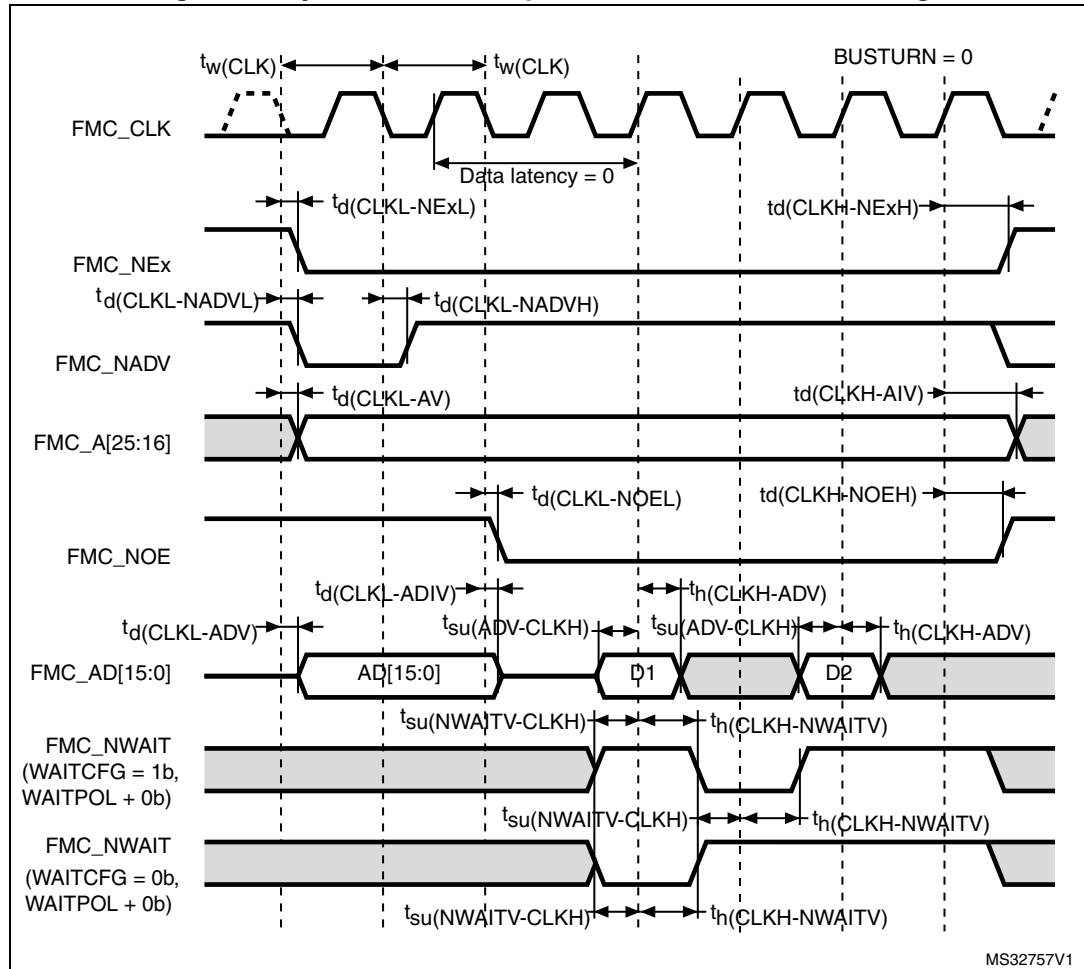 tw(CLK)
tw(CLK)
BUSTURN = 0
FMC_CLK
Data latency = 0
td(CLKL-NExL)
td(CLKH-NExH)
FMC_NEx
td(CLKL-NADVL)
td(CLKL-NADVH)
FMC_NADV
td(CLKL-AV)
td(CLKH-AIV)
FMC_A[25:16]
td(CLKL-NOEL)
td(CLKH-NOEH)
FMC_NOE
td(CLKL-ADIV)
th(CLKH-ADV)
td(CLKL-ADV)
tsu(ADV-CLKH)
tsu(ADV-CLKH)
th(CLKH-ADV)
FMC_AD[15:0]
AD[15:0]
D1
D2
tsu(NWAITV-CLKH)
th(CLKH-NWAITV)
FMC_NWAIT
(WAITCFG = 1b,
WAITPOL + 0b)
tsu(NWAITV-CLKH)
th(CLKH-NWAITV)
FMC_NWAIT
(WAITCFG = 0b,
WAITPOL + 0b)
tsu(NWAITV-CLKH)
th(CLKH-NWAITV)
MS32757V1